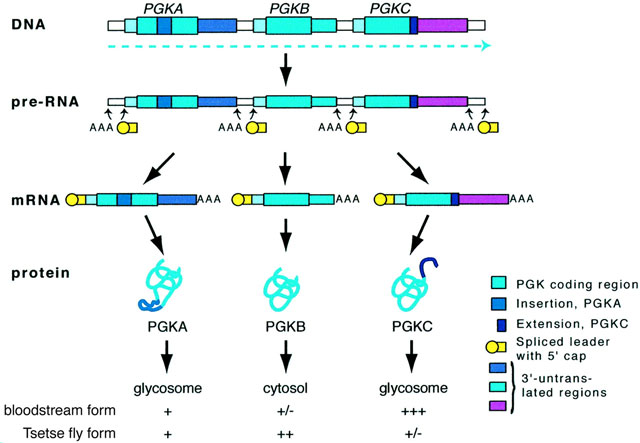 PGKA PGKB PGKC
DNA
pre-RNA
AAA AAA AAA AAA
mRNA AAA AAA AAA
protein
PGK coding region
Insertion, PGKA
PGKA PGKB PGKC
Extension, PGKC
Spliced leader
with 5' cap
3'-untrans-
lated regions
glycosome cytosol glycosome
bloodstream form + +/- +++
Tsetse fly form + ++ +/-